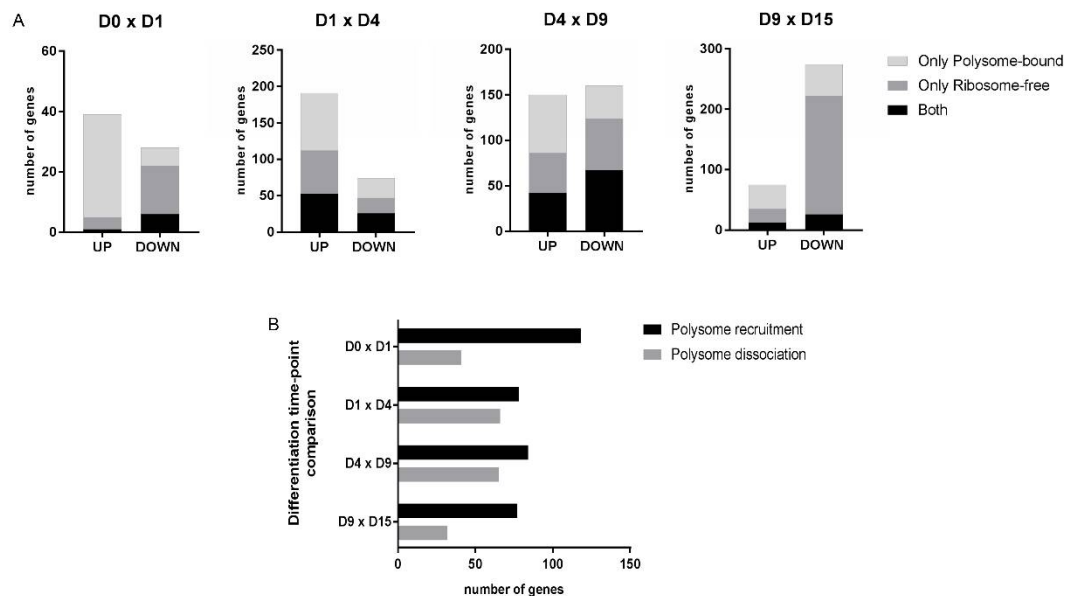 A
D0 x D1
D1 x D4
D4 x D9
D9 x D15
number of genes
60
40
20
0
UP
DOWN
number of genes
250
200
150
100
50
0
UP
DOWN
number of genes
200
150
100
50
0
UP
DOWN
number of genes
300
200
100
0
UP
DOWN
Only Polysome-bound
Only Ribosome-free
Both
B
Differentiation time-point
comparison
D0 x D1
D1 x D4
D4 x D9
D9 x D15
0
50
100
150
number of genes
Polysome recruitment
Polysome dissociation